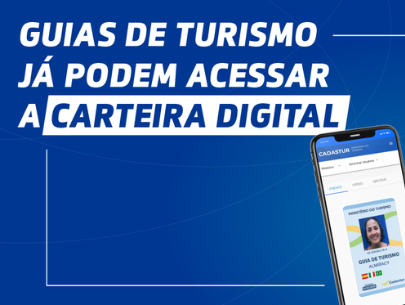 GUIAS DE TURISMO
JÁ PODEM ACESSAR
A CARTEIRA DIGITAL
CADASTUR
MINISTÉRIO DO TURISMO
GUIA DE TURISMO